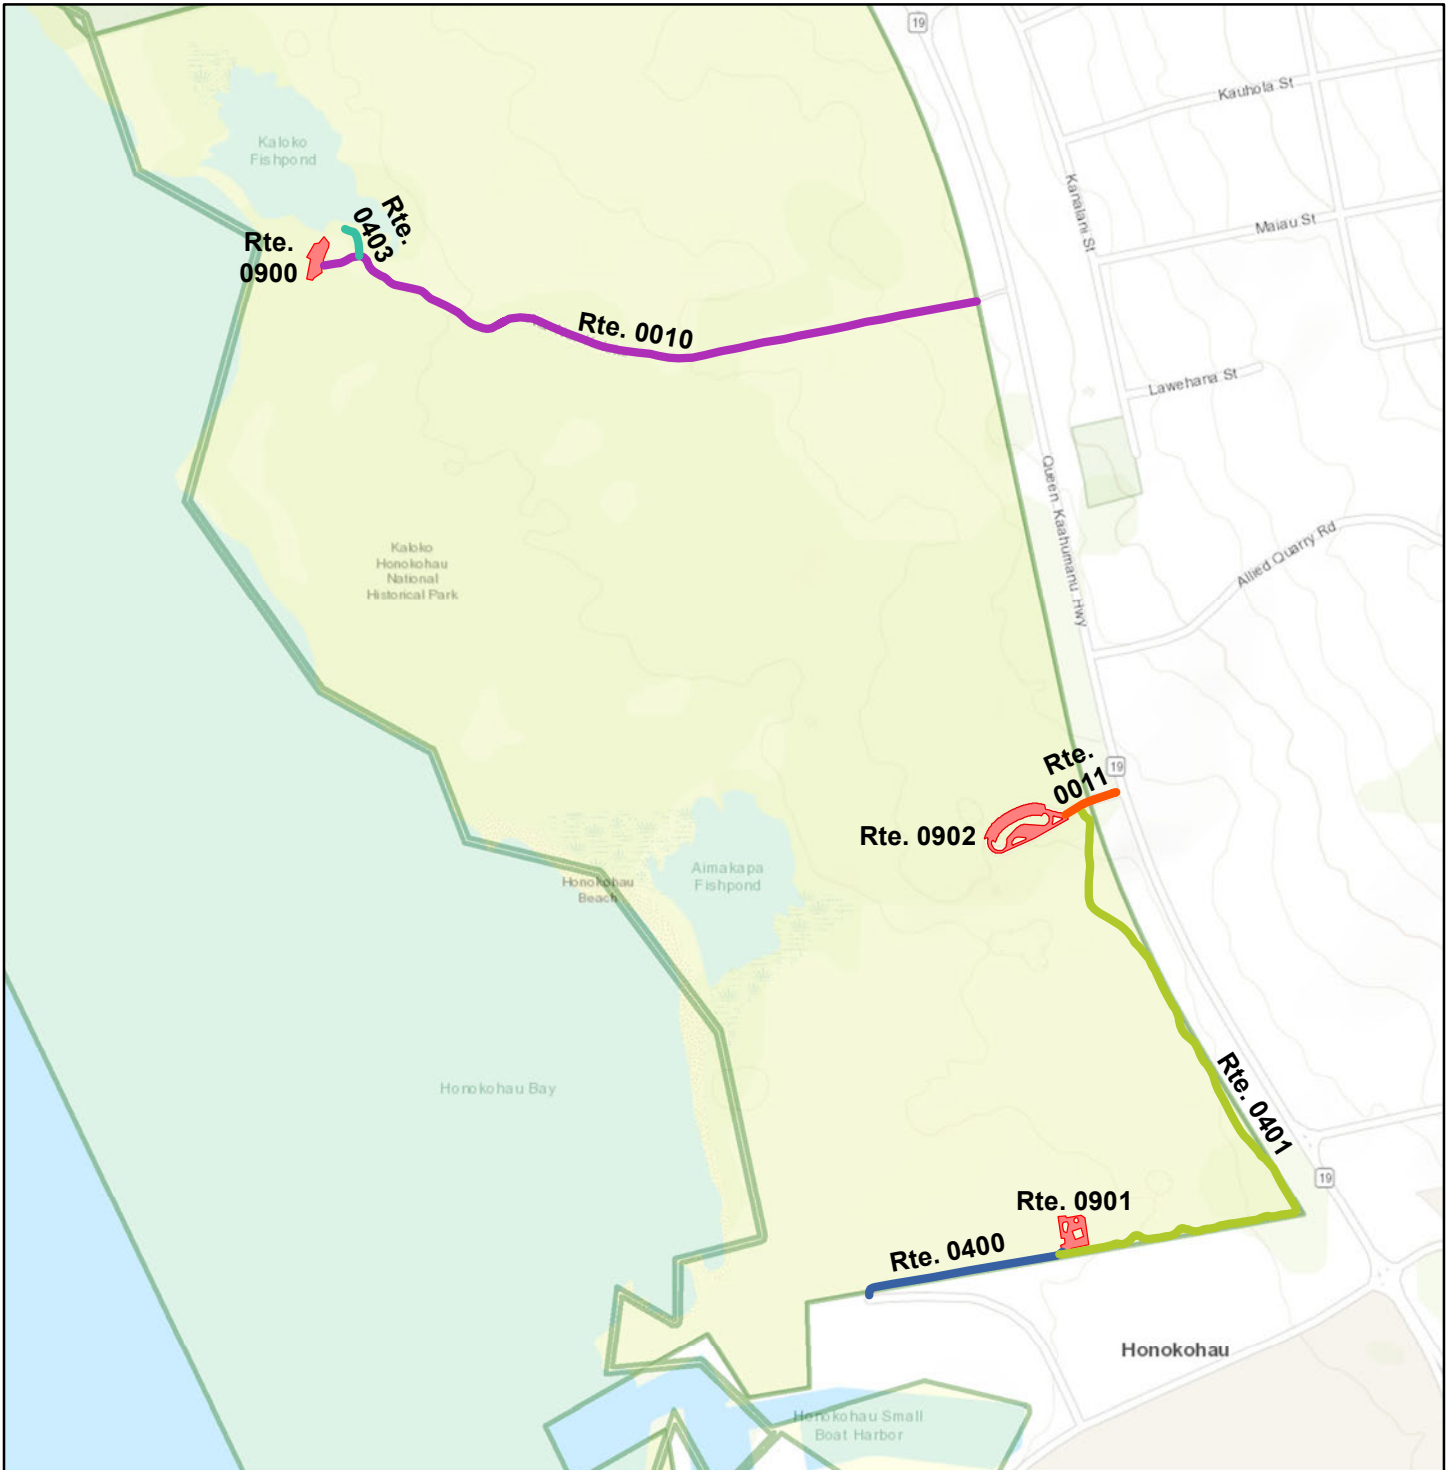 19
Kauhola St
Kaloko
Fishpond
Kanalani St
Maiau St
Rte.
0403
Rte.
0900
Rte. 0010
Lawehana St
Queen Kaahumanu Hwy
Allied Quarry Rd
Kaloko
Honokohau
National
Historical Park
Rte.
0011
19
Rte. 0902
Aimakapa
Fishpond
Honokohau
Beach
Honokohau Bay
Rte. 0401
19
Rte. 0901
Rte. 0400
Honokohau
Honokohau Small
Boat Harbor